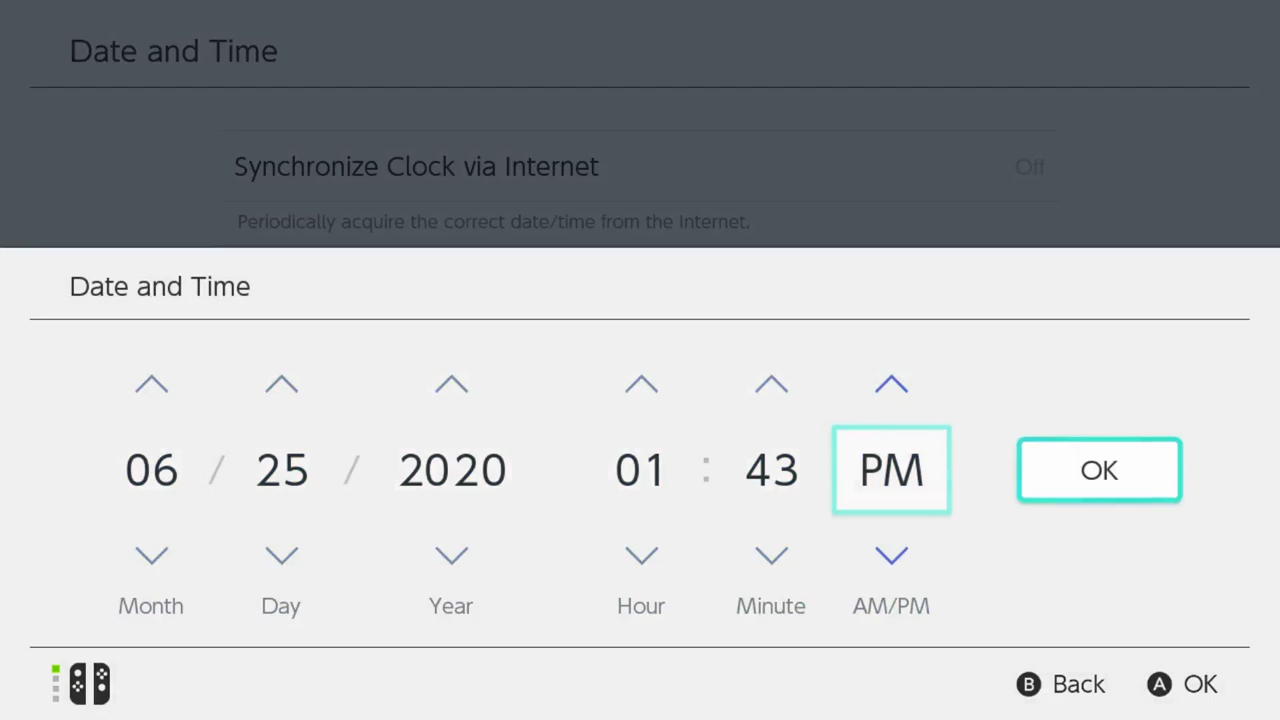 Date and Time
Synchronize Clock via Internet Off
Periodically acquire the correct date/time from the Internet.
Date and Time
06 / 25 / 2020 01 : 43 PM OK
Month Day Year Hour Minute AM/PM
B Back A OK